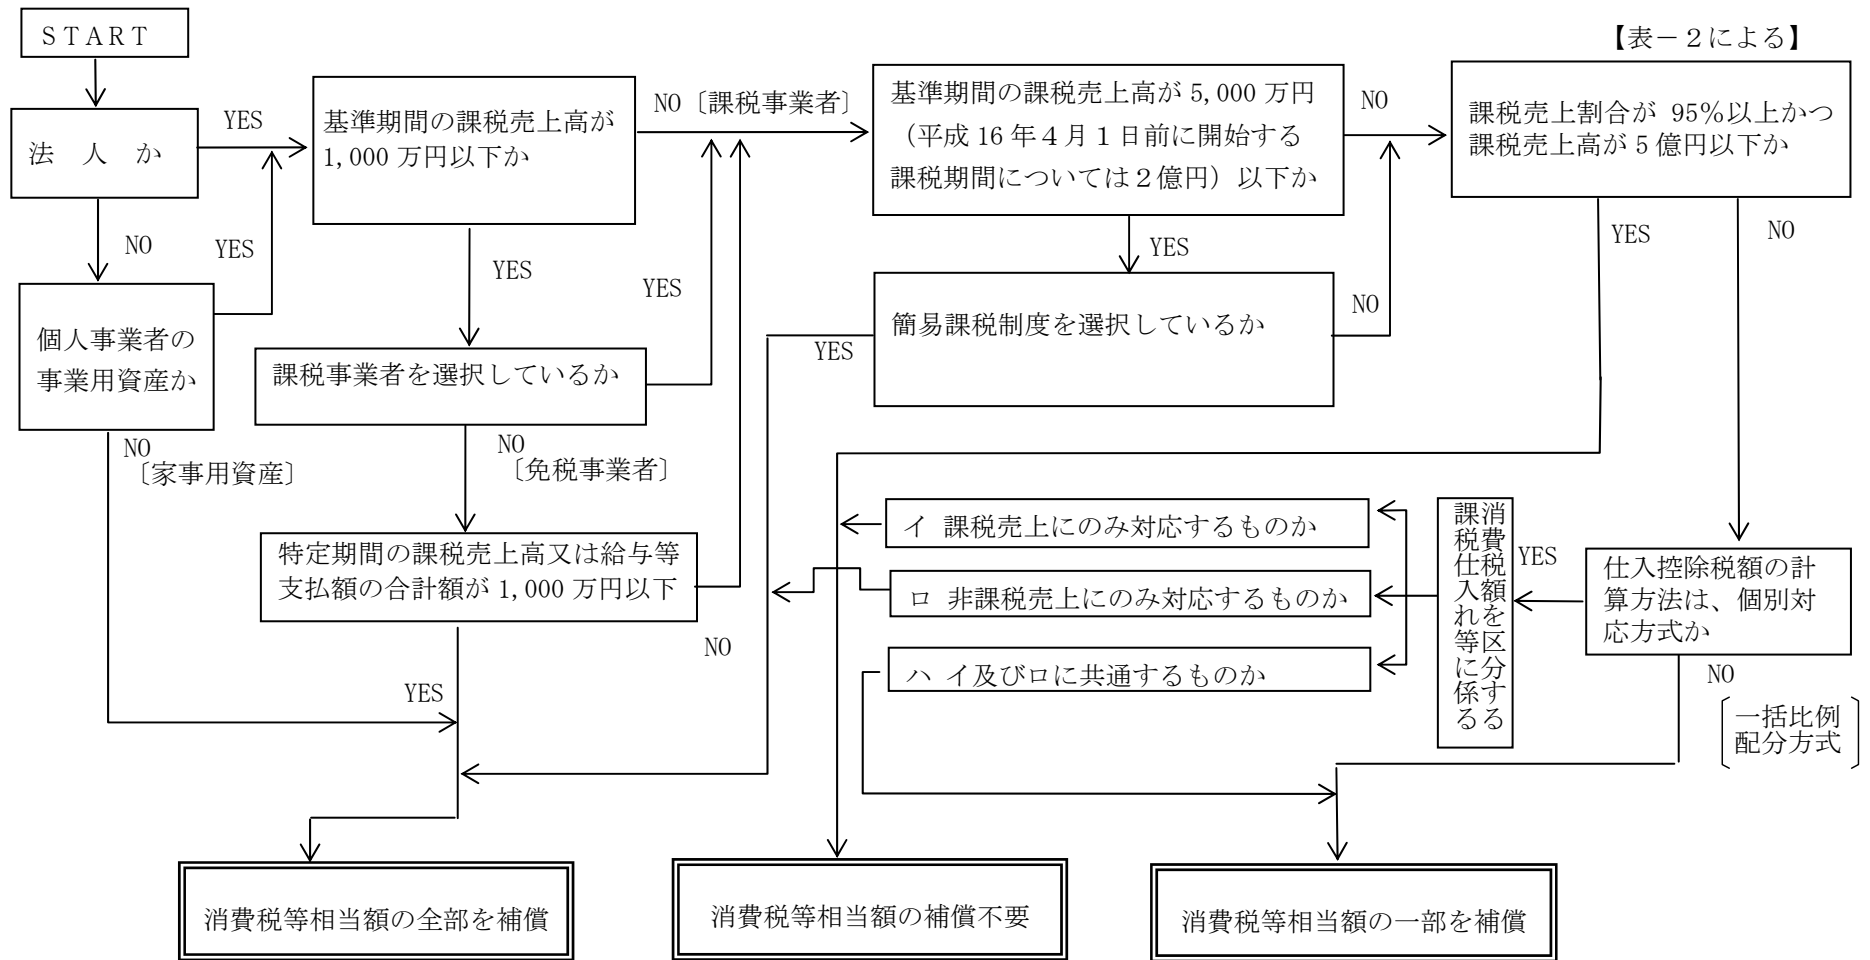 ＳＴＡＲＴ
法　人　か
YES
NO
個人事業者の
事業用資産か
YES
NO
〔家事用資産〕
基準期間の課税売上高が
1,000 万円以下か
YES
NO〔課税事業者〕
課税事業者を選択しているか
YES
NO
〔免税事業者〕
特定期間の課税売上高又は給与等
支払額の合計額が 1,000 万円以下
NO
YES
基準期間の課税売上高が 5,000 万円
（平成 16 年４月１日前に開始する
課税期間については２億円）以下か
NO
YES
簡易課税制度を選択しているか
NO
YES
【表－２による】
課税売上割合が 95％以上かつ
課税売上高が５億円以下か
YES
NO
仕入控除税額の計
算方法は、個別対
応方式か
YES
NO
一括比例
配分方式
課税仕入れ等に係る
消費税額を区分する
イ 課税売上にのみ対応するものか
ロ 非課税売上にのみ対応するものか
ハ イ及びロに共通するものか
消費税等相当額の全部を補償
消費税等相当額の補償不要
消費税等相当額の一部を補償